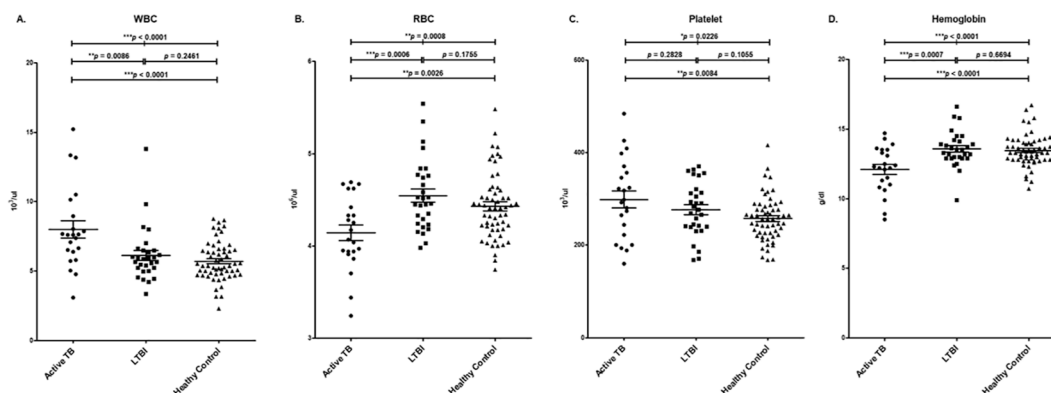 A.
WBC
***p < 0.0001
**p = 0.0086
p = 0.2461
***p < 0.0001
20
15
10
5
0
10³/ul
Active TB
LTBI
Healthy Control
B.
RBC
**p = 0.0008
***p = 0.0006
p = 0.1755
**p = 0.0026
6
5
4
3
10⁶/ul
Active TB
LTBI
Healthy Control
C.
Platelet
*p = 0.0226
p = 0.2828
p = 0.1055
**p = 0.0084
600
400
200
0
10³/ul
Active TB
LTBI
Healthy Control
D.
Hemoglobin
***p < 0.0001
***p = 0.0007
p = 0.6694
***p < 0.0001
20
15
10
5
0
g/dl
Active TB
LTBI
Healthy Control